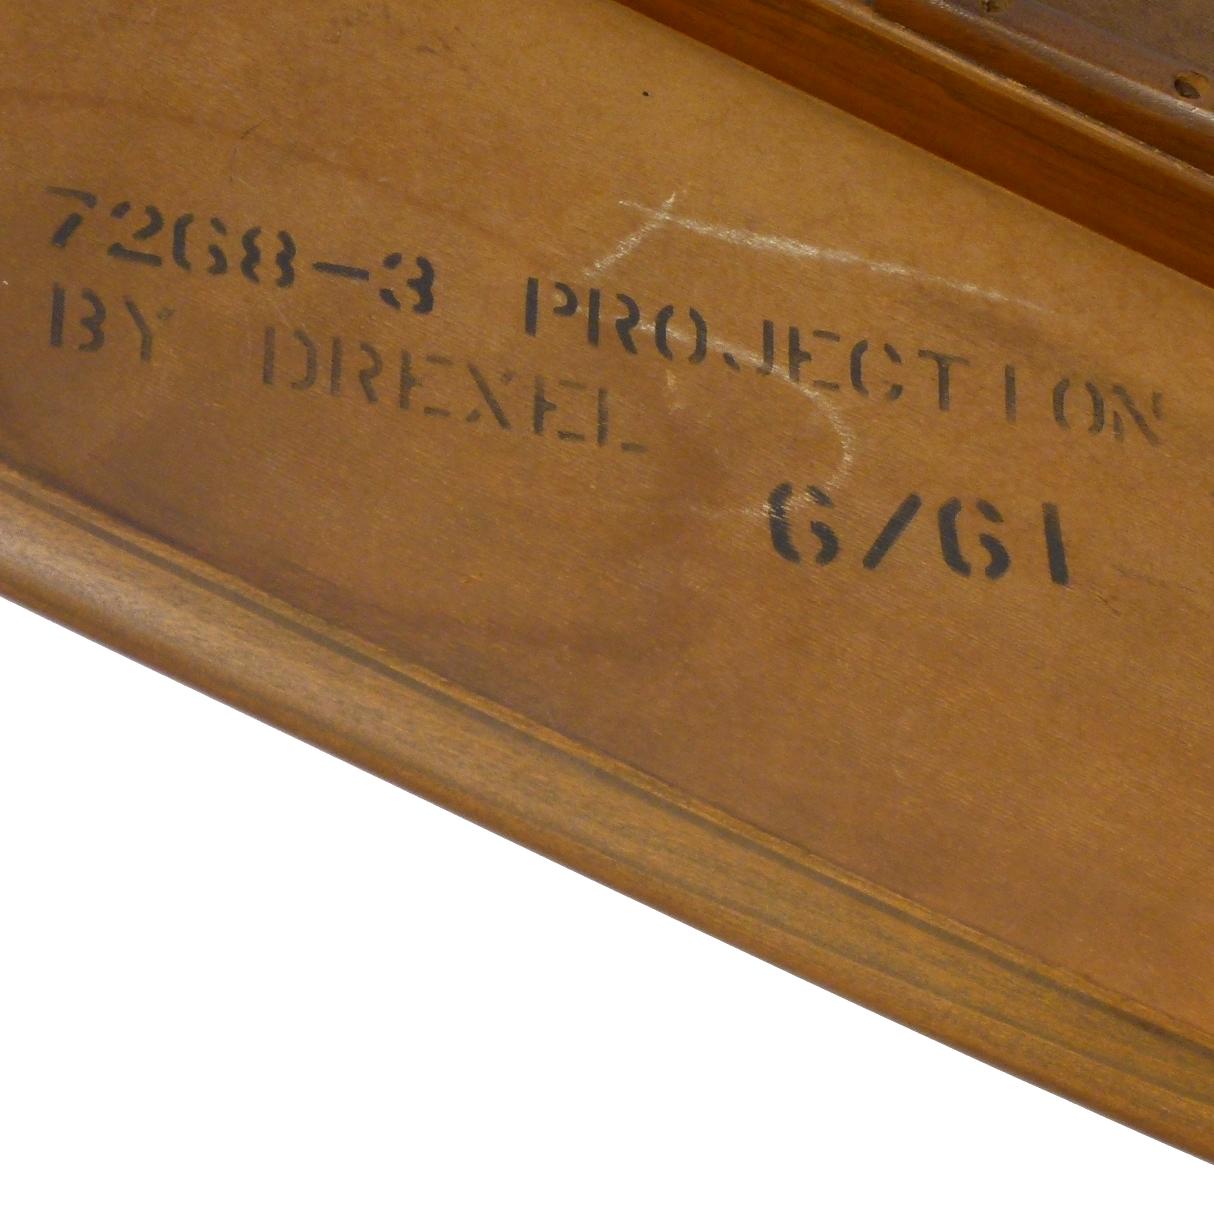 7268-3 PROJECTION
BY DREXEL
6/61